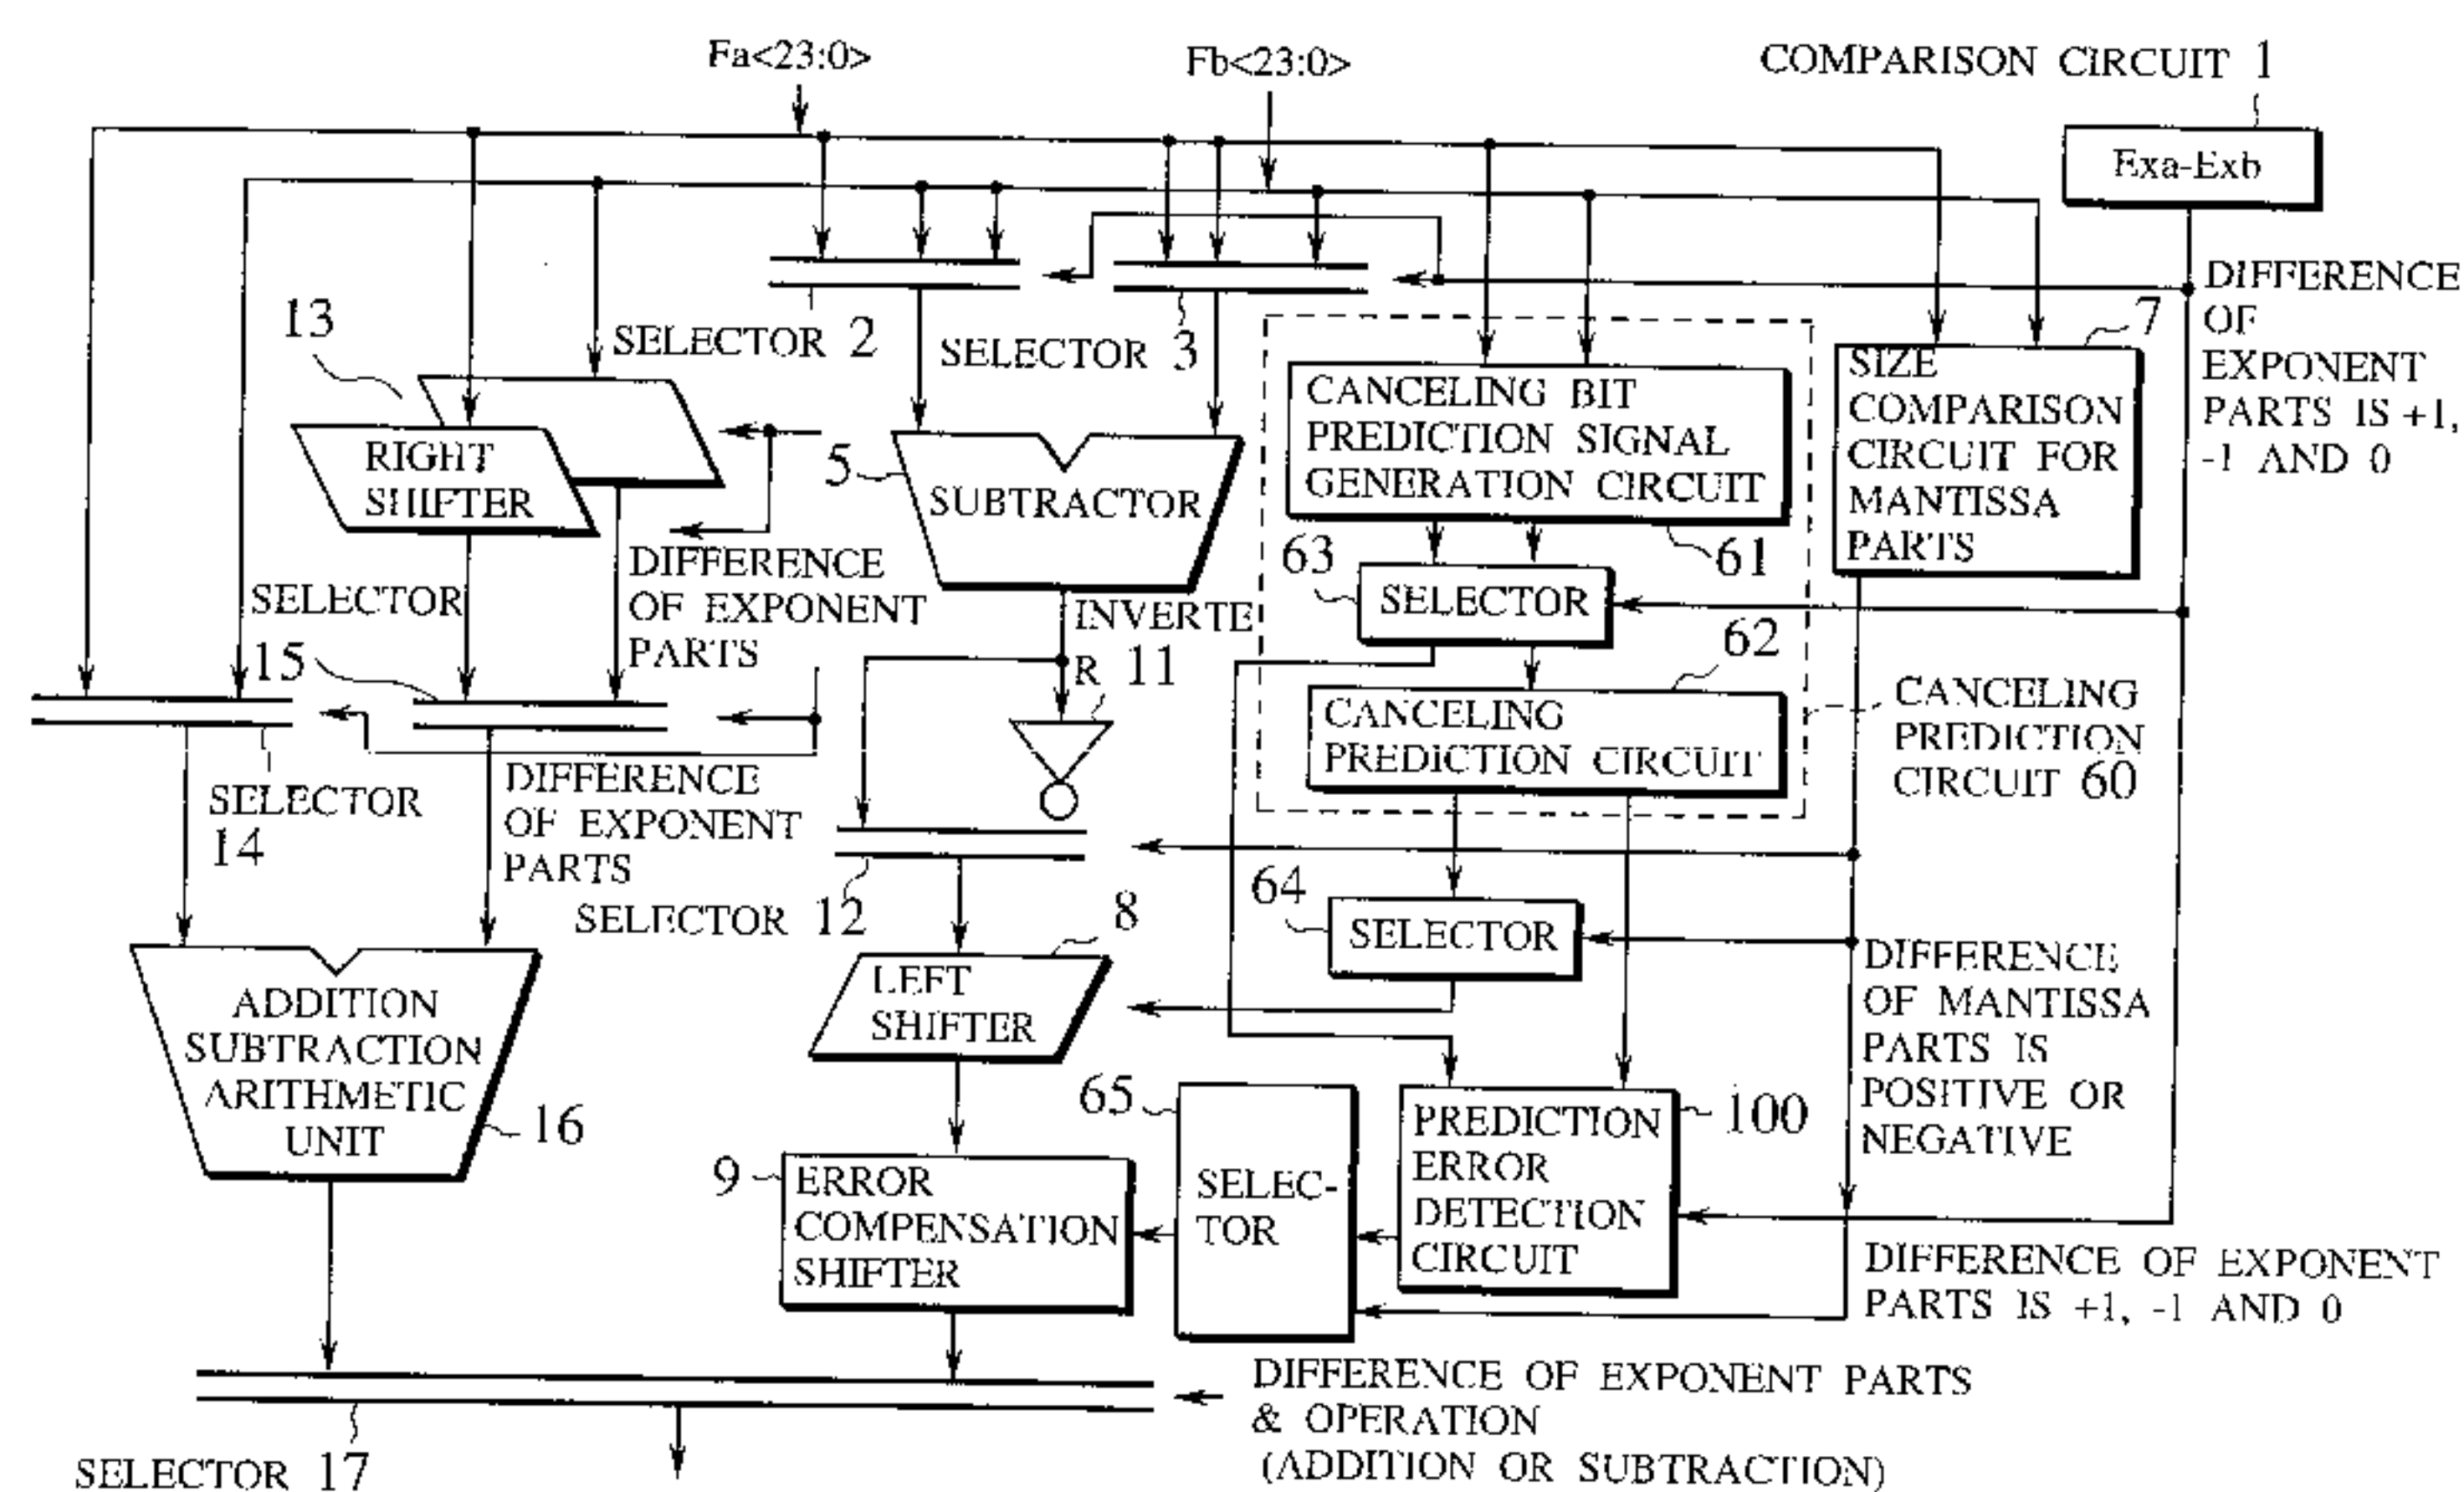 Fa<23:0>
Fb<23:0>
COMPARISON CIRCUIT 1
Exa-Exb
DIFFERENCE
OF
EXPONENT
PARTS IS +1,
-1 AND 0
13
SELECTOR 2
SELECTOR 3
7
SIZE
COMPARISON
CIRCUIT FOR
MANTISSA
PARTS
CANCELING BIT
PREDICTION SIGNAL
GENERATION CIRCUIT
61
RIGHT
SHIFTER
5
SUBTRACTOR
DIFFERENCE
OF EXPONENT
PARTS
63
SELECTOR
SELECTOR
15
INVERTE
R 11
62
CANCELING
PREDICTION CIRCUIT
CANCELING
PREDICTION
CIRCUIT 60
SELECTOR
14
DIFFERENCE
OF EXPONENT
PARTS
SELECTOR 12
64
SELECTOR
8
LEFT
SHIFTER
DIFFERENCE
OF MANTISSA
PARTS IS
POSITIVE OR
NEGATIVE
ADDITION
SUBTRACTION
ARITHMETIC
UNIT
16
65
SELEC-
TOR
PREDICTION
ERROR
DETECTION
CIRCUIT
100
9
ERROR
COMPENSATION
SHIFTER
DIFFERENCE OF EXPONENT
PARTS IS +1, -1 AND 0
DIFFERENCE OF EXPONENT PARTS
& OPERATION
(ADDITION OR SUBTRACTION)
SELECTOR 17